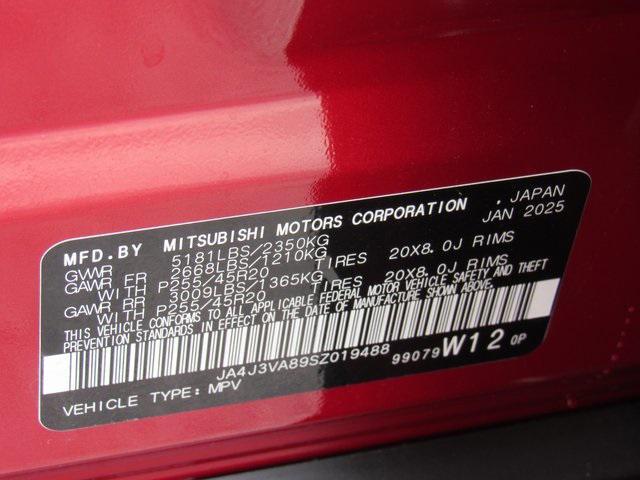 MFD.BY MITSUBISHI MOTORS CORPORATION . JAPAN
GVWR 5181LBS/2350KG JAN 2025
GAWR FR 2668LBS/1210KG
WITH P255/45R20 TIRES 20X8.0J RIMS
GAWR RR 3009LBS/1365KG
WITH P255/45R20 TIRES 20X8.0J RIMS
THIS VEHICLE CONFORMS TO ALL APPLICABLE FEDERAL MOTOR VEHICLE SAFETY AND THEFT
PREVENTION STANDARDS IN EFFECT ON THE DATE OF MANUFACTURE SHOWN ABOVE.
JA4J3VA89SZ019488 99079W120P
VEHICLE TYPE:MPV